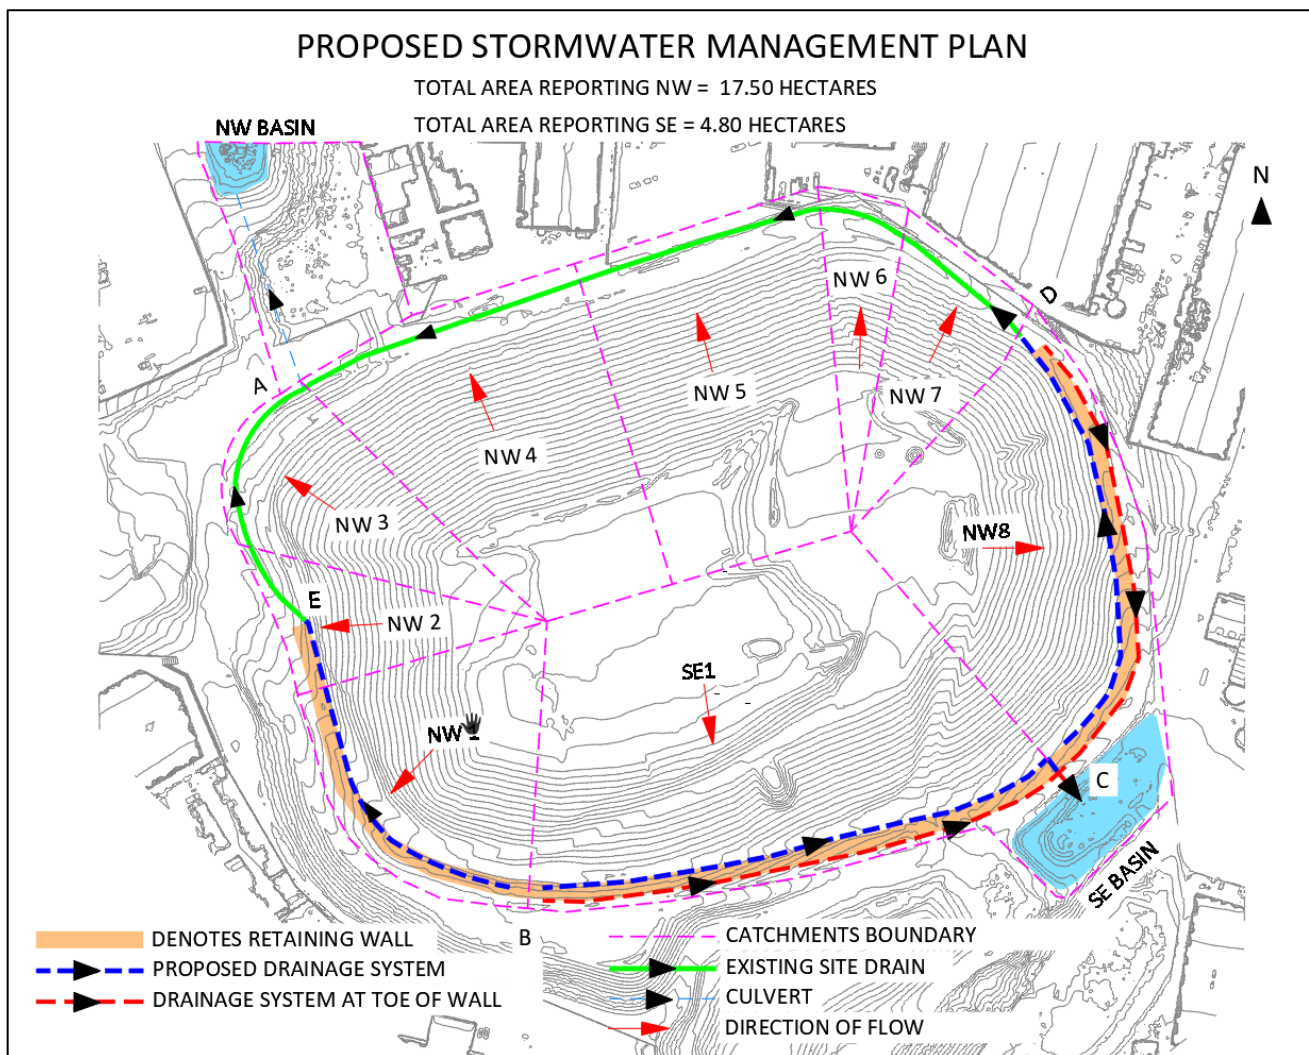 PROPOSED STORMWATER MANAGEMENT PLAN
TOTAL AREA REPORTING NW = 17.50 HECTARES
TOTAL AREA REPORTING SE = 4.80 HECTARES
NW BASIN
N
NW 6
D
A
NW 5
NW 7
NW 4
NW 3
NW8
E
NW 2
SE1
NW 1
C
SE BASIN
B
DENOTES RETAINING WALL
PROPOSED DRAINAGE SYSTEM
DRAINAGE SYSTEM AT TOE OF WALL
CATCHMENTS BOUNDARY
EXISTING SITE DRAIN
CULVERT
DIRECTION OF FLOW